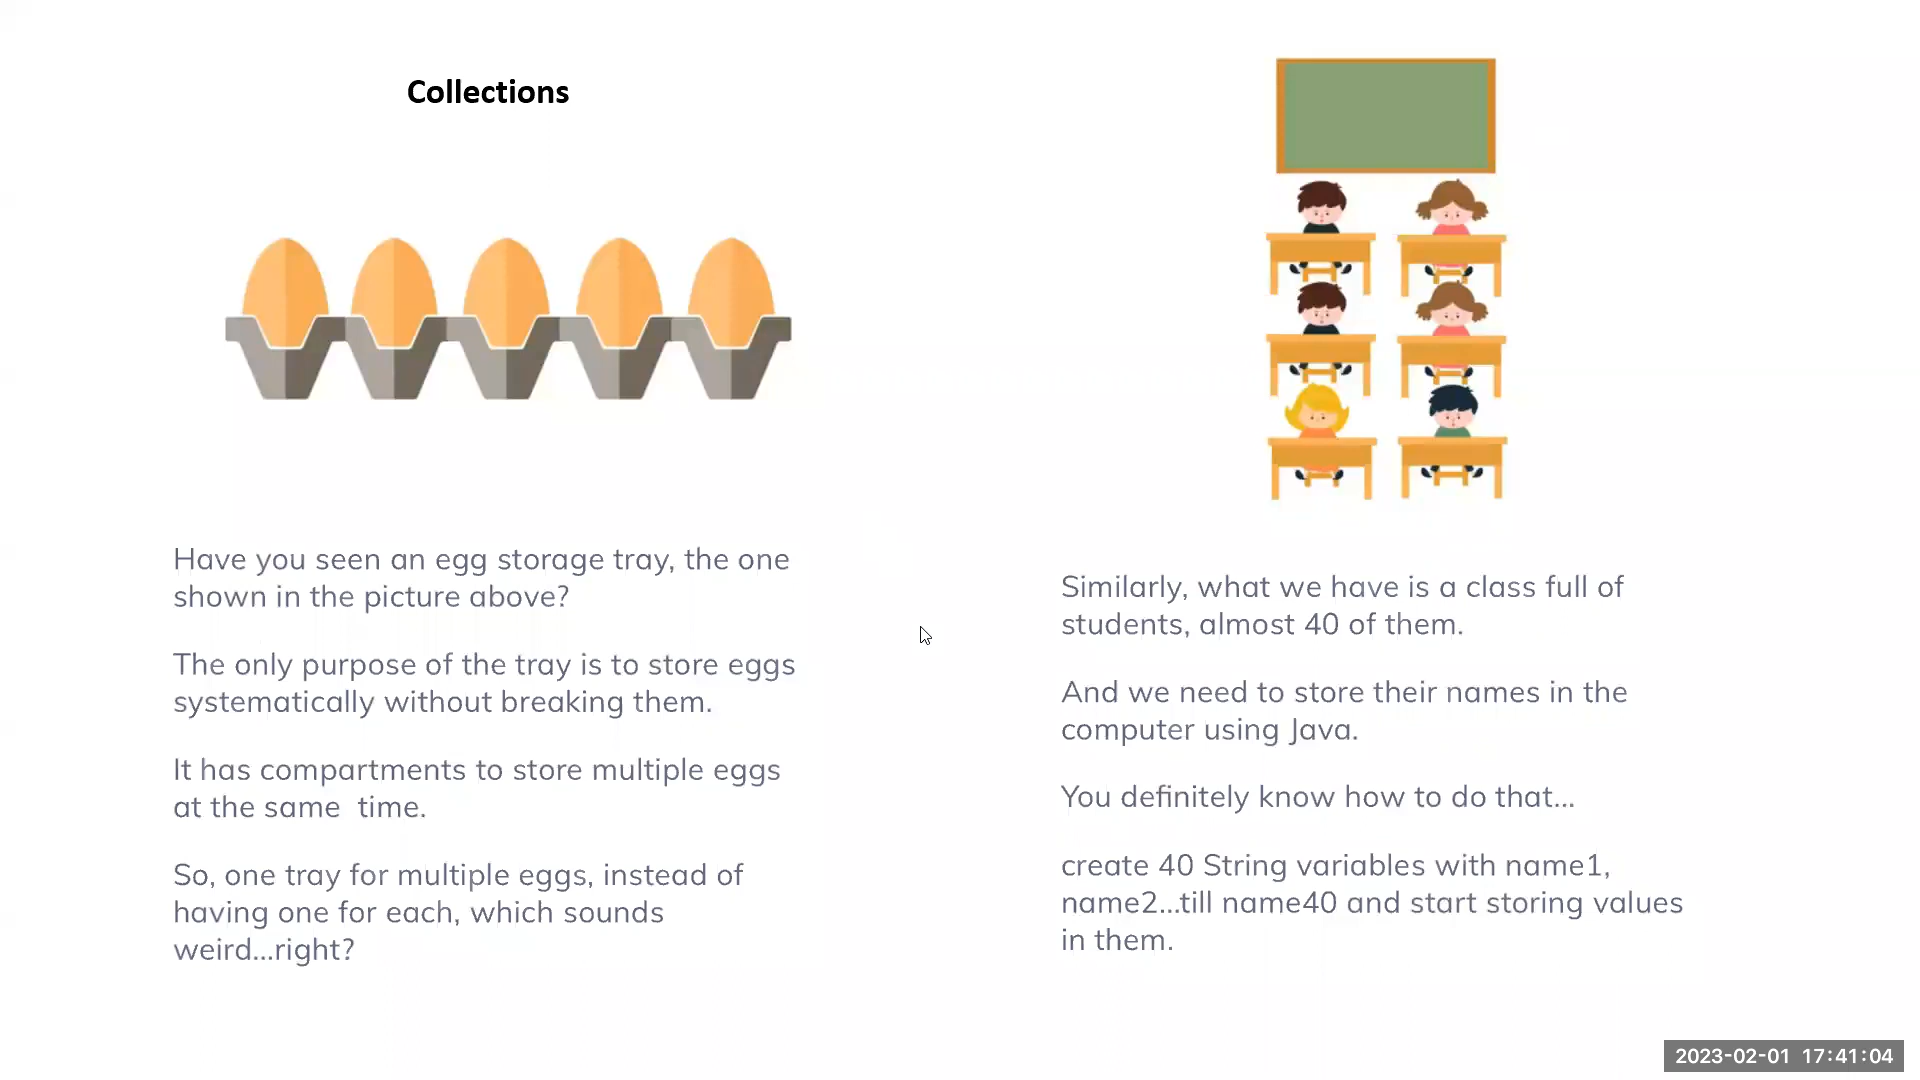 Collections
Have you seen an egg storage tray, the one
shown in the picture above?
The only purpose of the tray is to store eggs
systematically without breaking them.
It has compartments to store multiple eggs
at the same  time.
So, one tray for multiple eggs, instead of
having one for each, which sounds
weird...right?
Similarly, what we have is a class full of
students, almost 40 of them.
And we need to store their names in the
computer using Java.
You definitely know how to do that...
create 40 String variables with name1,
name2...till name40 and start storing values
in them.
2023-02-01  17:41:04